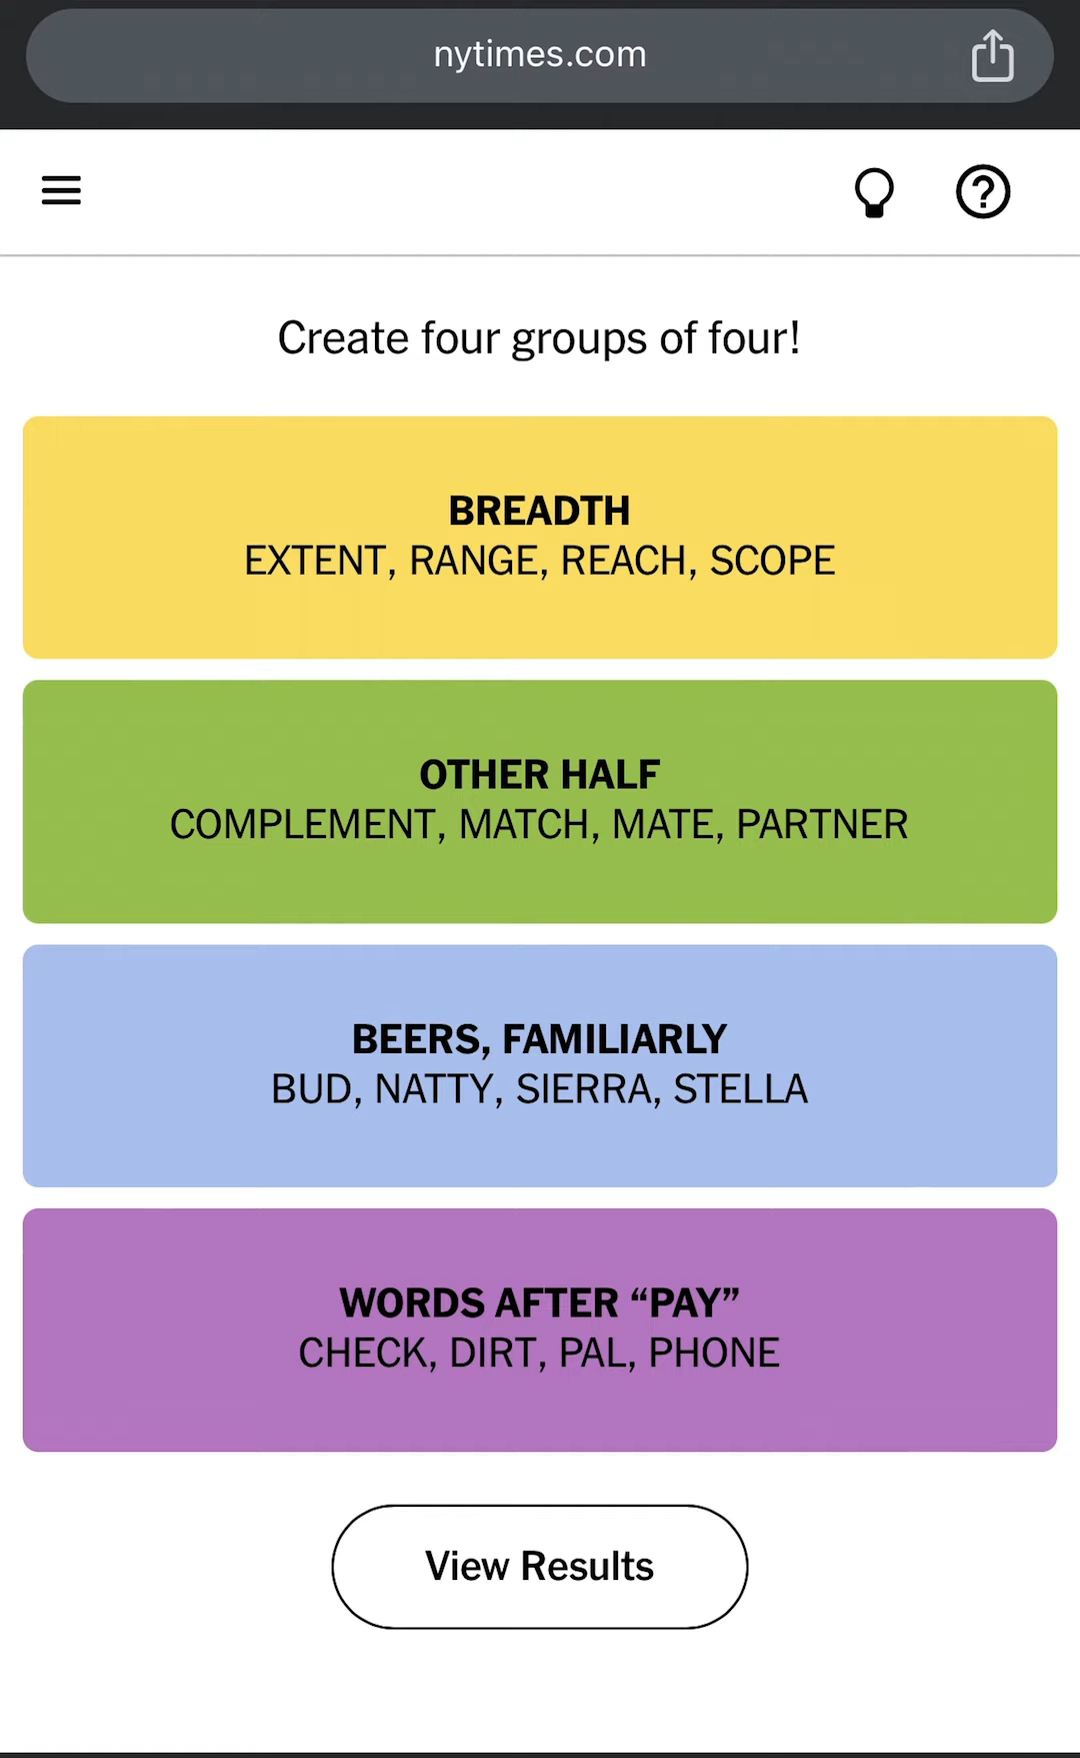 nytimes.com
Create four groups of four!
BREADTH
EXTENT, RANGE, REACH, SCOPE
OTHER HALF
COMPLEMENT, MATCH, MATE, PARTNER
BEERS, FAMILIARLY
BUD, NATTY, SIERRA, STELLA
WORDS AFTER “PAY”
CHECK, DIRT, PAL, PHONE
View Results